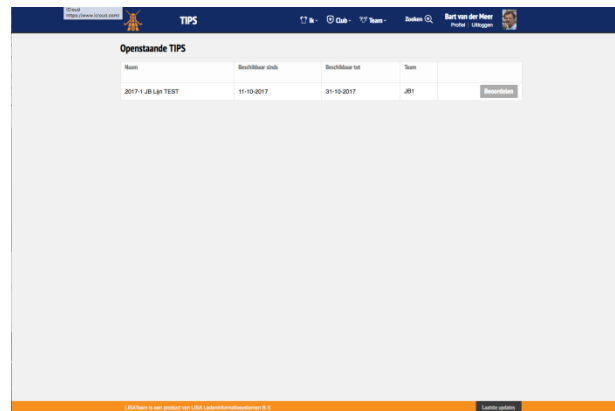 iCloud
https://www.icloud.com/
TIPS
Ik
Club
Team
Zoeken
Bart van der Meer
Profiel
Uitloggen
Openstaande TIPS
Naam
Beschikbaar sinds
Beschikbaar tot
Team
2017-1 JB Lijn TEST
11-10-2017
31-10-2017
JB1
Beoordelen
LISATeam is een product van LISA Ledeninformatiesystemen B.V.
Laatste updates